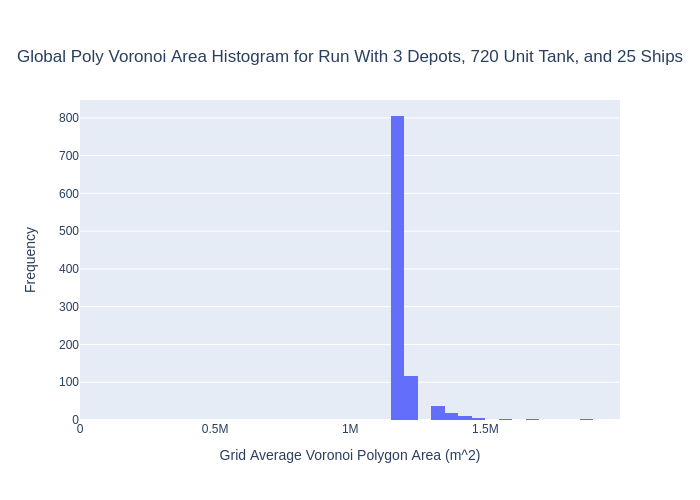 Global Poly Voronoi Area Histogram for Run With 3 Depots, 720 Unit Tank, and 25 Ships
800
700
600
500
400
300
200
100
0
0 0.5M 1M 1.5M
Frequency
Grid Average Voronoi Polygon Area (m^2)